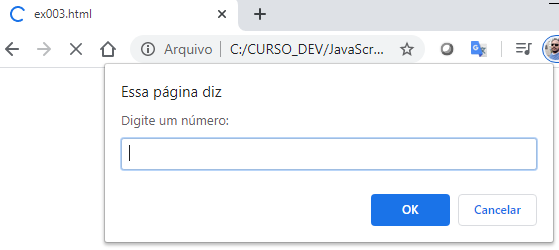 ex003.html
Arquivo | C:/CURSO_DEV/JavaScr...
Essa página diz
Digite um número:
OK
Cancelar